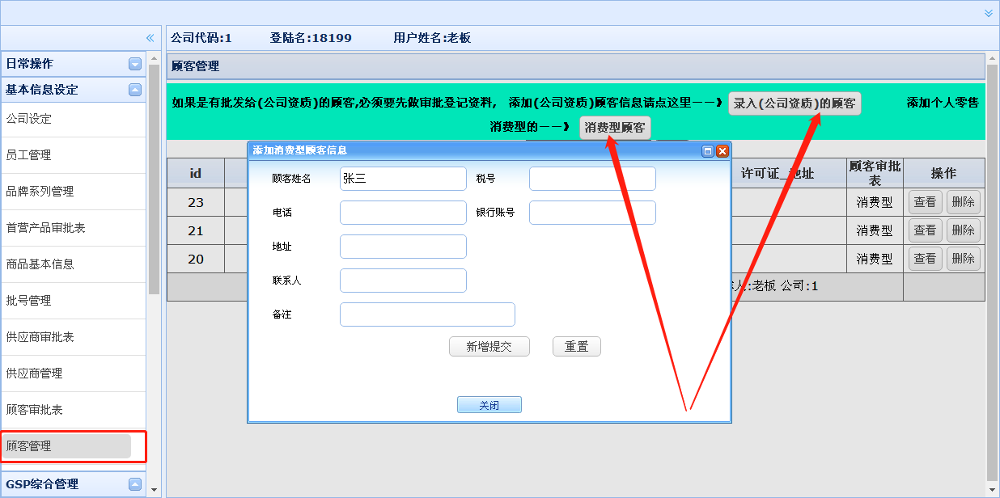 公司代码:1 登陆名:18199 用户姓名:老板
日常操作
基本信息设定
公司设定
员工管理
品牌系列管理
首营产品审批表
商品基本信息
批号管理
供应商审批表
供应商管理
顾客审批表
顾客管理
GSP综合管理
顾客管理
如果是有批发给(公司资质)的顾客,必须要先做审批登记资料, 添加(公司资质)顾客信息请点这里——》 录入(公司资质)的顾客 添加个人零售
消费型的——》 消费型顾客
id 许可证_地址 顾客审批表 操作
23 消费型 查看 删除
21 消费型 查看 删除
20 消费型 查看 删除
人:老板 公司:1
添加消费型顾客信息
顾客姓名 张三 税号
电话 银行账号
地址
联系人
备注
新增提交 重置
关闭